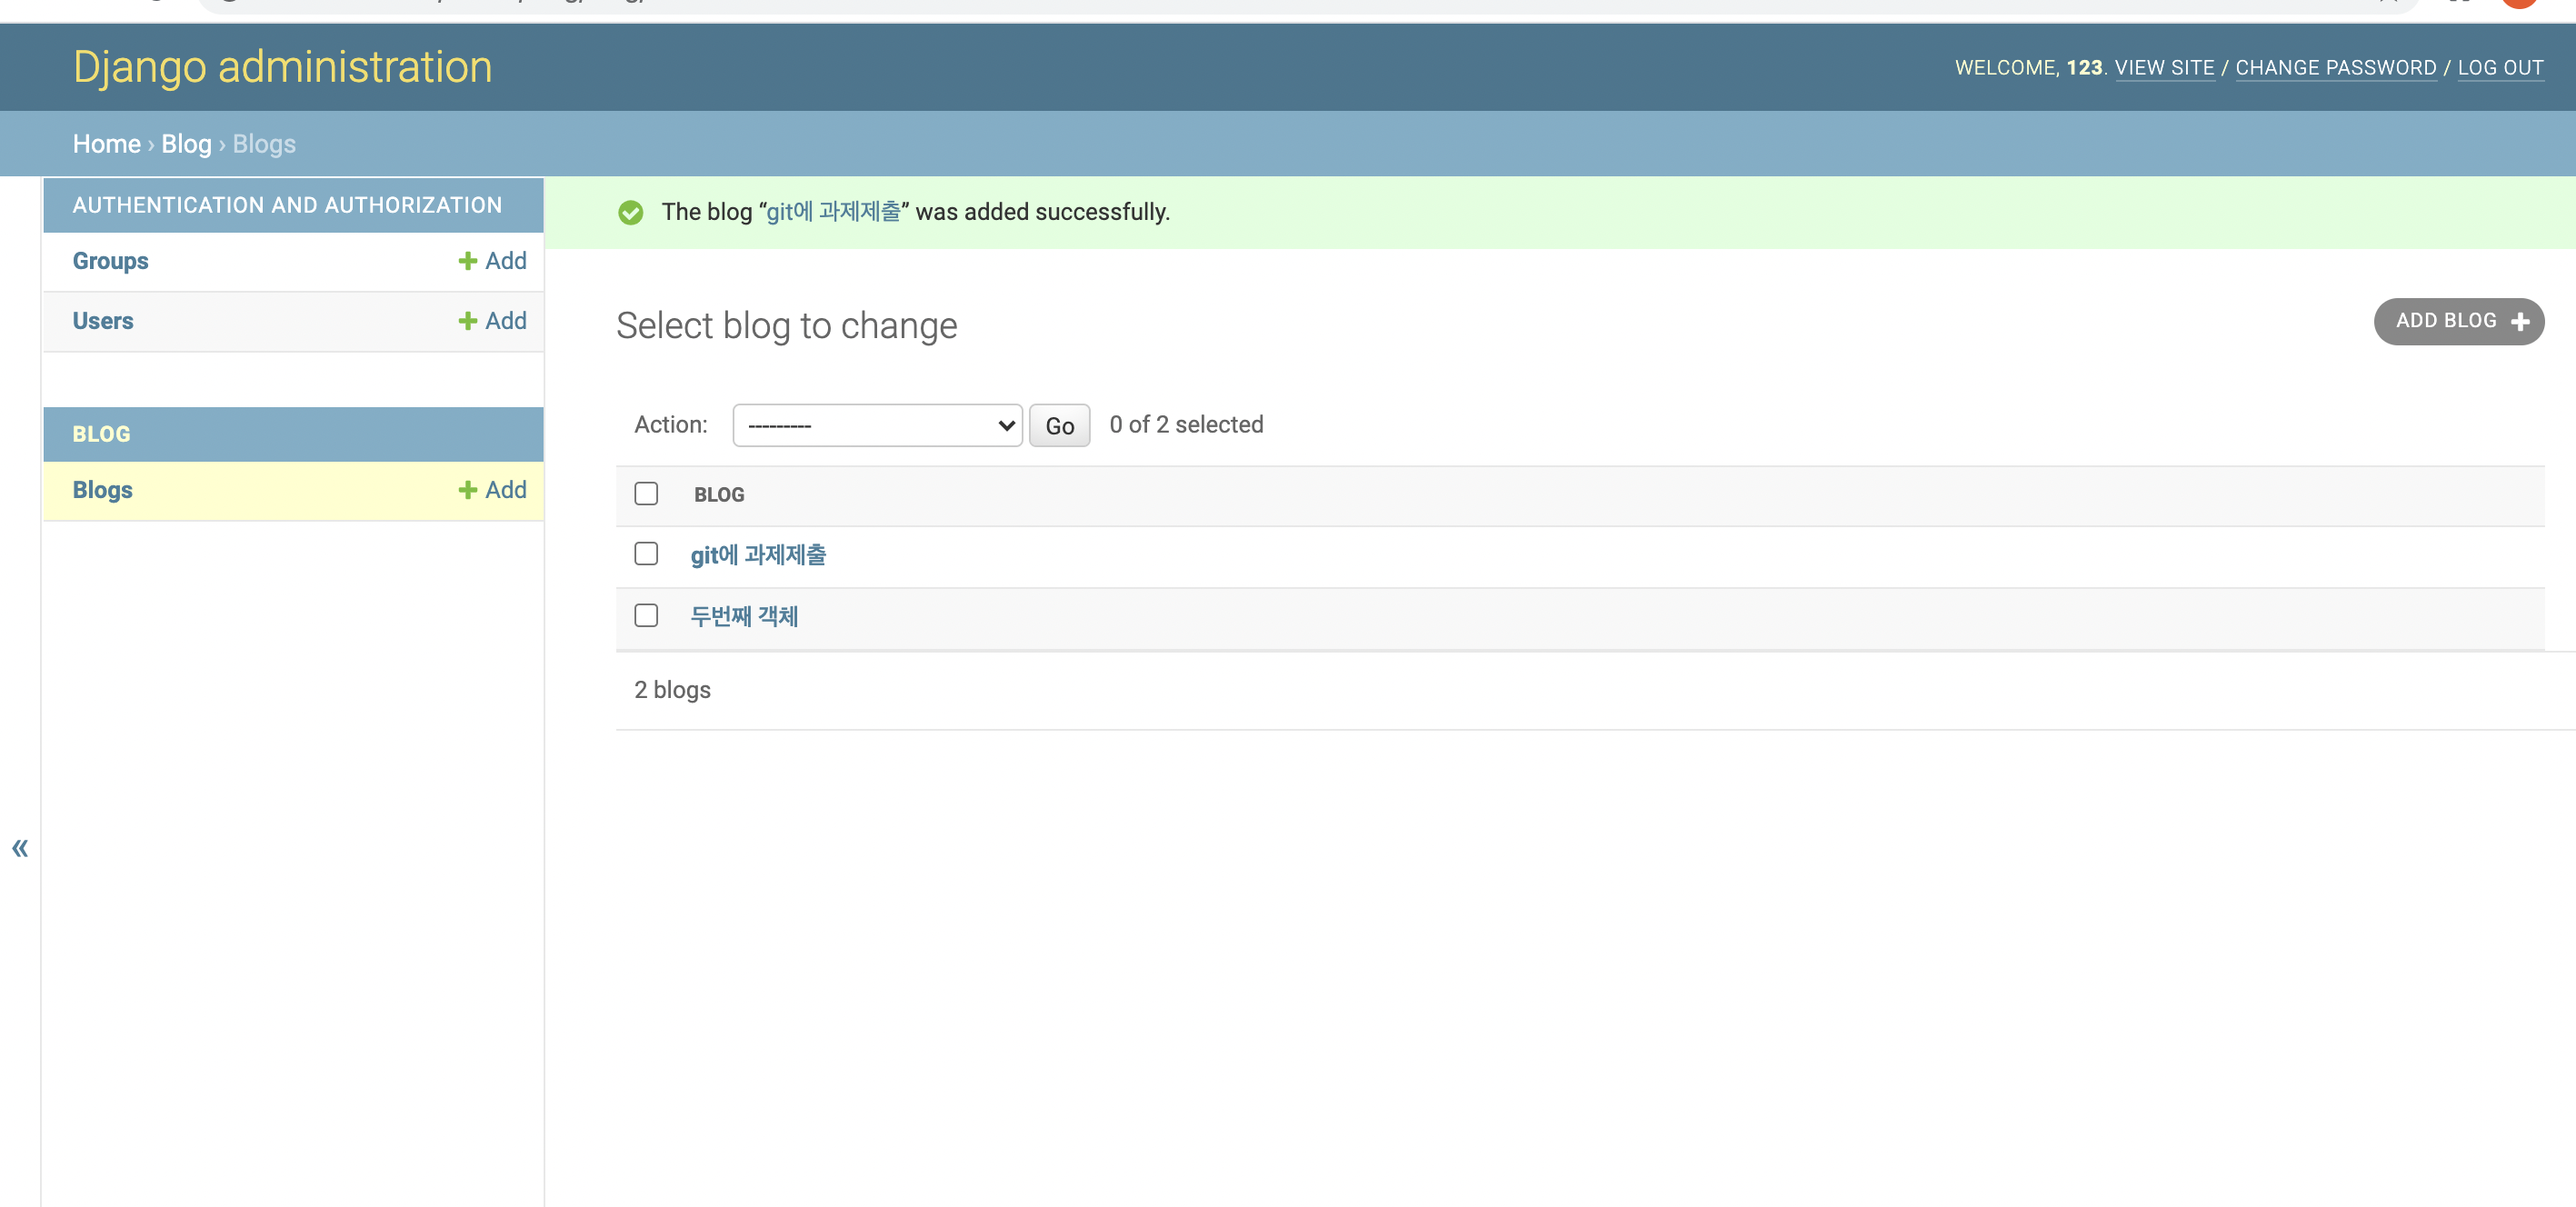 Django administration
WELCOME, 123. VIEW SITE / CHANGE PASSWORD / LOG OUT
Home › Blog › Blogs
AUTHENTICATION AND AUTHORIZATION
Groups
+ Add
Users
+ Add
BLOG
Blogs
+ Add
The blog “git에 과제제출” was added successfully.
Select blog to change
ADD BLOG +
Action: --------- Go 0 of 2 selected
BLOG
git에 과제제출
두번째 객체
2 blogs
«